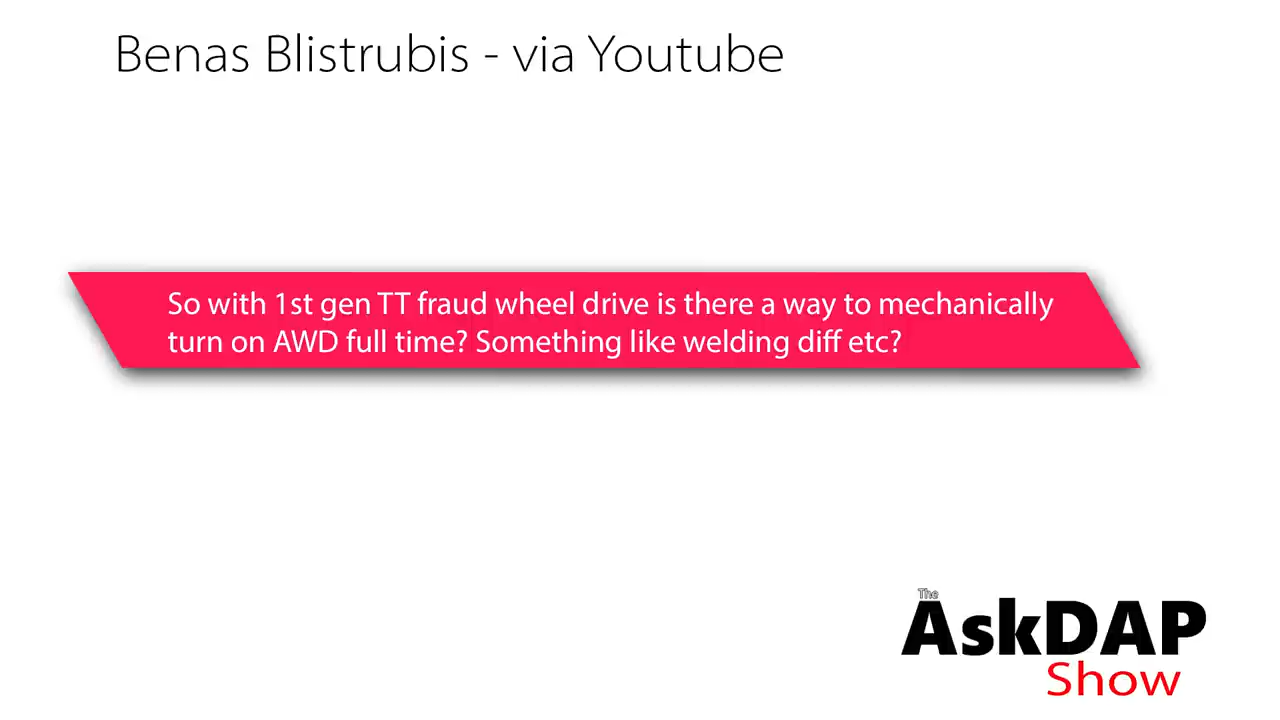 Benas Blistrubis - via Youtube
So with 1st gen TT fraud wheel drive is there a way to mechanically
turn on AWD full time? Something like welding diff etc?
The
AskDAP
Show